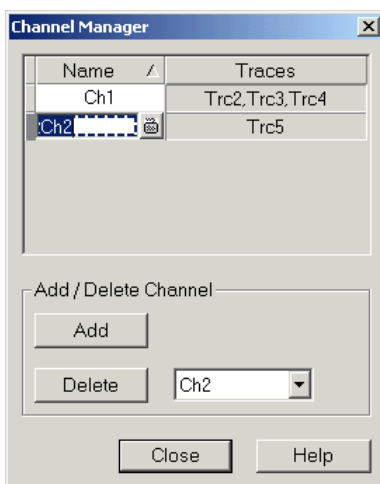 Channel Manager
Name Traces
Ch1 Trc2,Trc3,Trc4
Ch2 Trc5
Add / Delete Channel
Add
Delete Ch2
Close Help